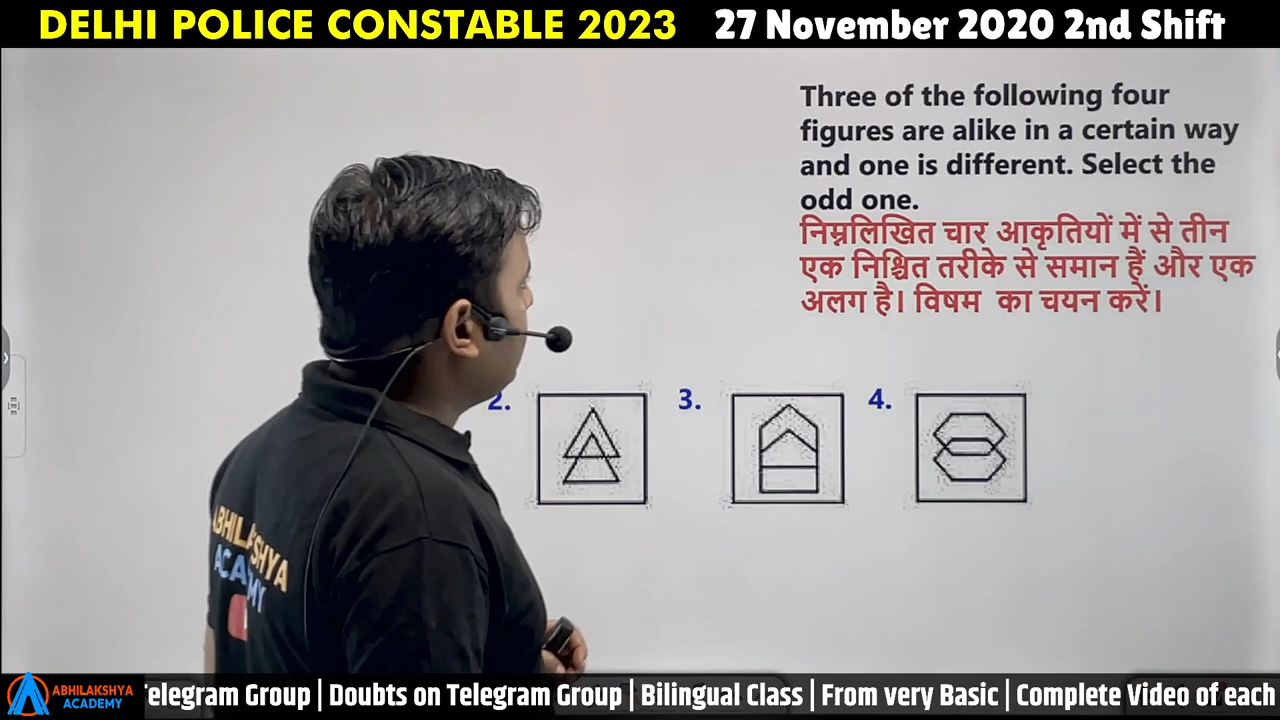 DELHI POLICE CONSTABLE 2023 27 November 2020 2nd Shift
Three of the following four
figures are alike in a certain way
and one is different. Select the
odd one.
निम्नलिखित चार आकृतियों में से तीन
एक निश्चित तरीके से समान हैं और एक
अलग है। विषम का चयन करें।
2. 3. 4.
ABHILAKSHYA
ACADEMY
ABHILAKSHYA
ACADEMY
Telegram Group | Doubts on Telegram Group | Bilingual Class | From very Basic | Complete Video of each